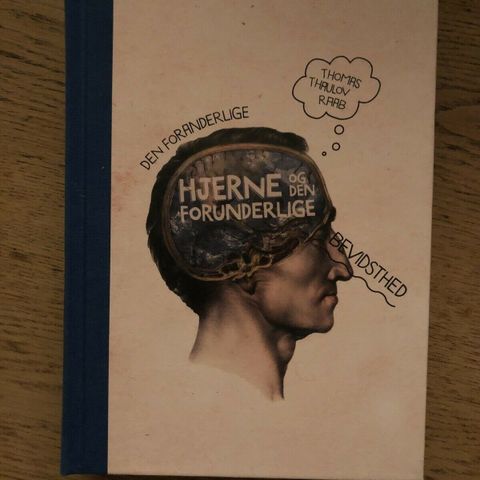 THOMAS
THAULOV
RAAB
DEN FORANDERLIGE
HJERNE OG DEN
FORUNDERLIGE
BEVIDSTHED